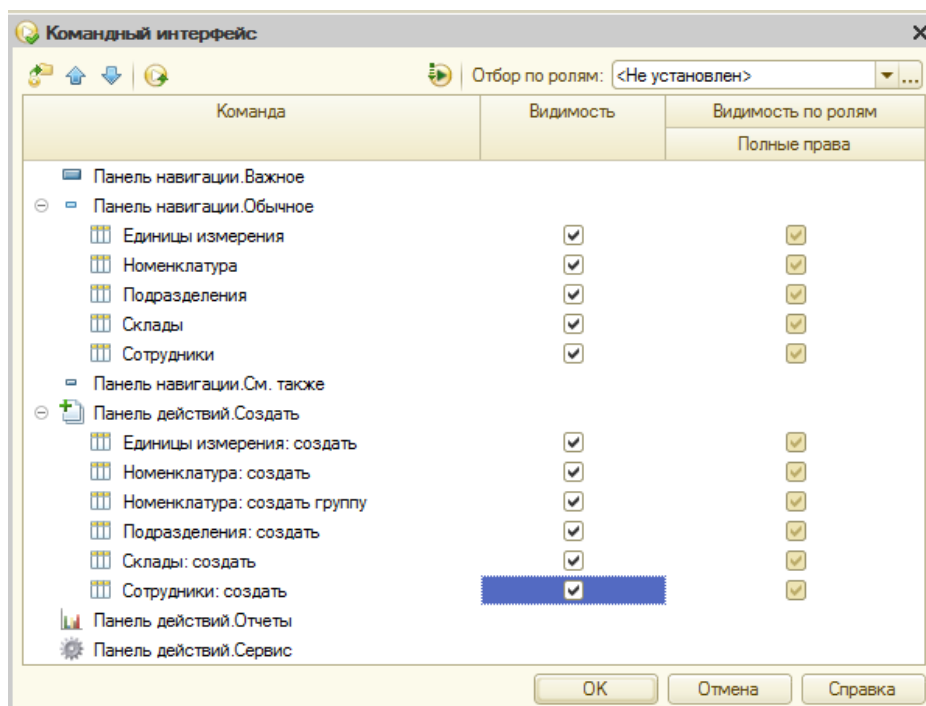 Командный интерфейс
Отбор по ролям: <Не установлен>
...
Команда Видимость Видимость по ролям
Полные права
Панель навигации.Важное
Панель навигации.Обычное
Единицы измерения
Номенклатура
Подразделения
Склады
Сотрудники
Панель навигации.См. также
Панель действий.Создать
Единицы измерения: создать
Номенклатура: создать
Номенклатура: создать группу
Подразделения: создать
Склады: создать
Сотрудники: создать
Панель действий.Отчеты
Панель действий.Сервис
OK Отмена Справка